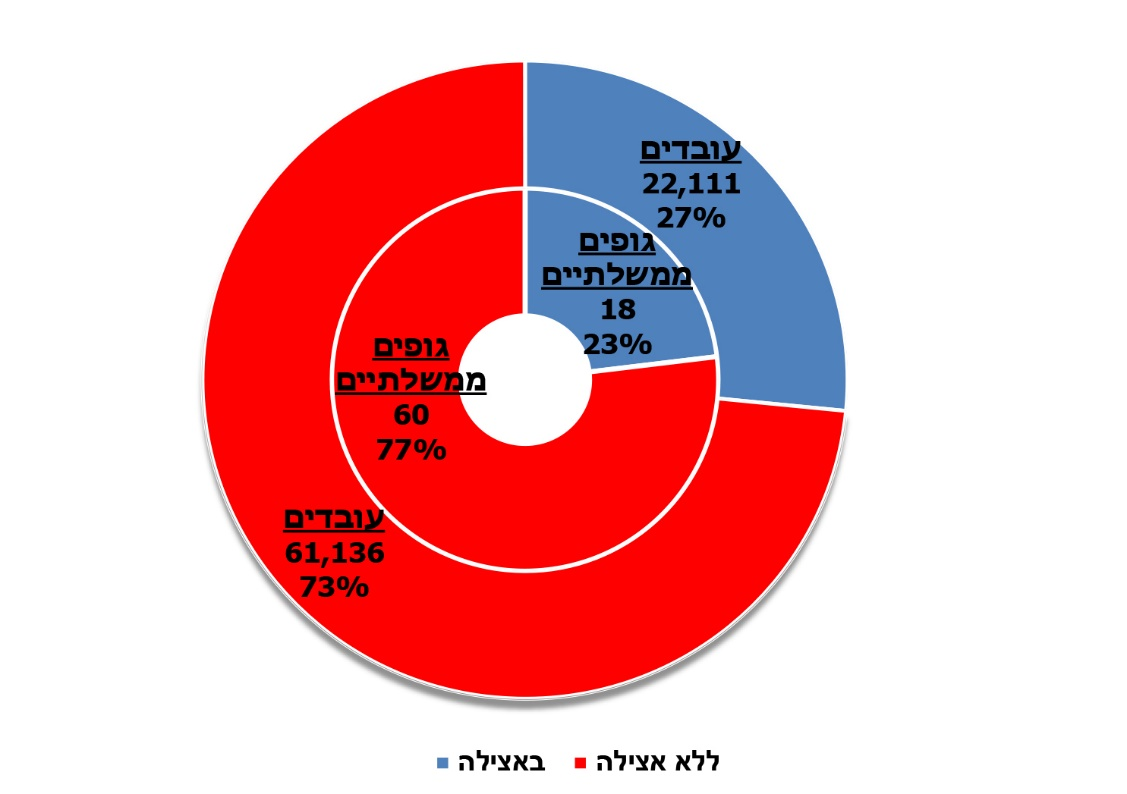 עובדים
22,111
27%
גופים
ממשלתיים
18
23%
גופים
ממשלתיים
60
77%
עובדים
61,136
73%
באצילה
ללא אצילה